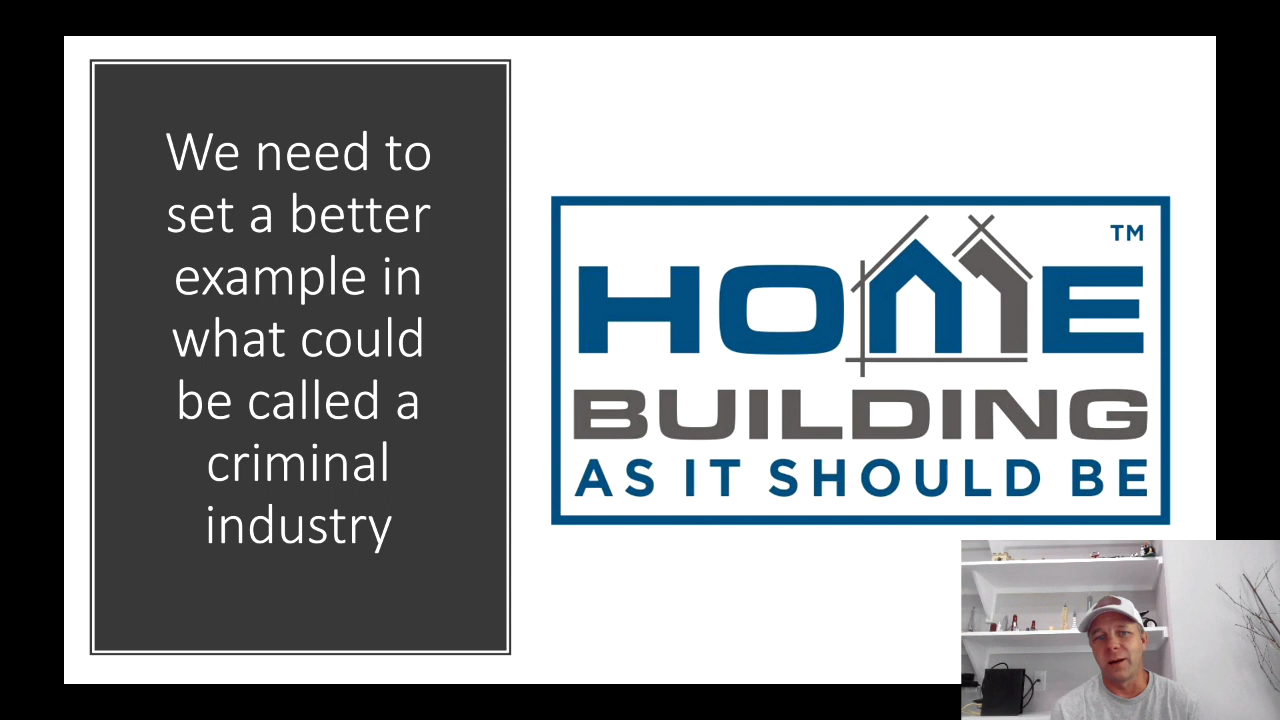 We need to
set a better
example in
what could
be called a
criminal
industry
TM
HOME
BUILDING
AS IT SHOULD BE